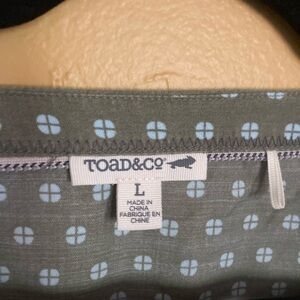 TOAD&CO
L
MADE IN
CHINA
FABRIQUE EN
CHINE